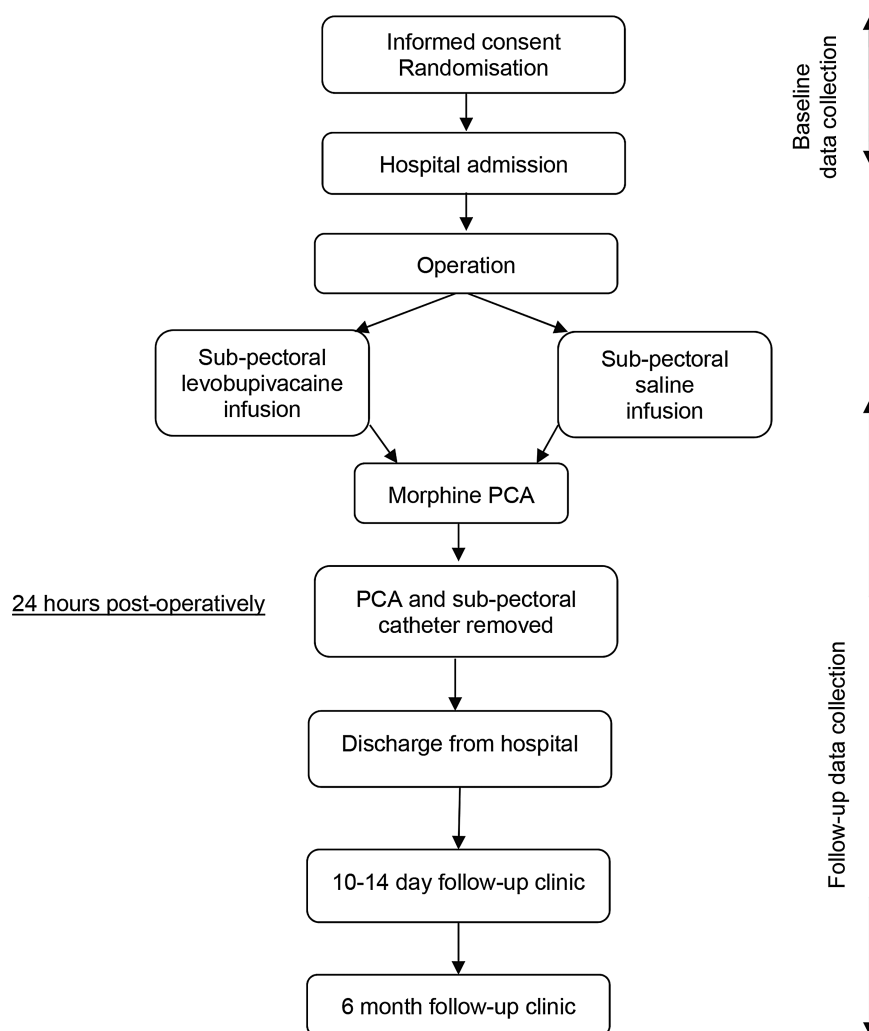 Informed consent
Randomisation
Baseline
data collection
Hospital admission
Operation
Sub-pectoral
levobupivacaine
infusion
Sub-pectoral
saline
infusion
Morphine PCA
24 hours post-operatively
PCA and sub-pectoral
catheter removed
Follow-up data collection
Discharge from hospital
10-14 day follow-up clinic
6 month follow-up clinic